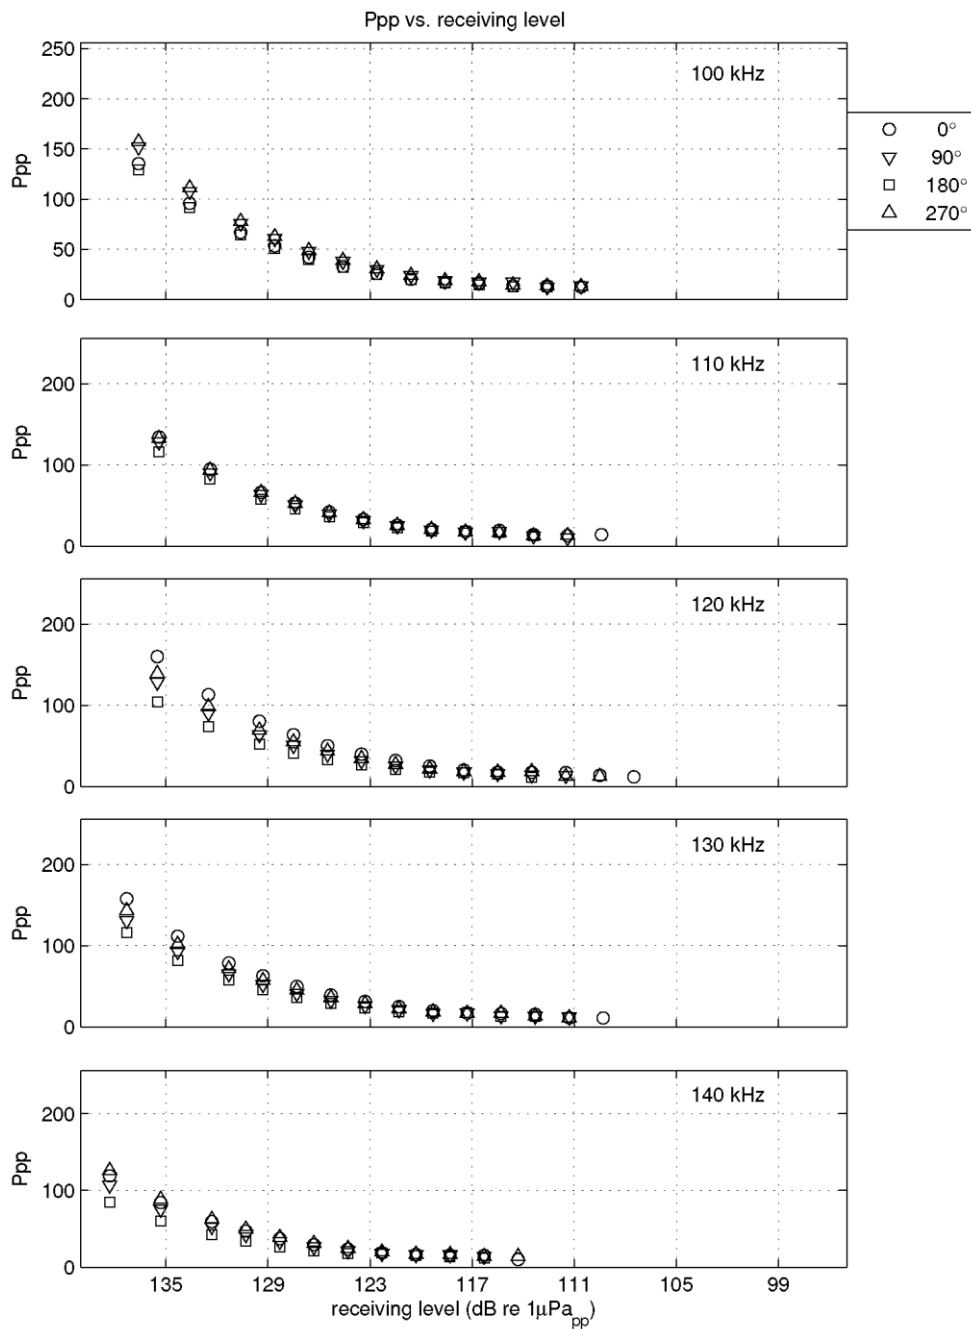 Ppp vs. receiving level
250
200
150
100
50
0
Ppp
100 kHz
0°
90°
180°
270°
200
100
0
Ppp
110 kHz
200
100
0
Ppp
120 kHz
200
100
0
Ppp
130 kHz
200
100
0
Ppp
140 kHz
135 129 123 117 111 105 99
receiving level (dB re 1μPa_pp)